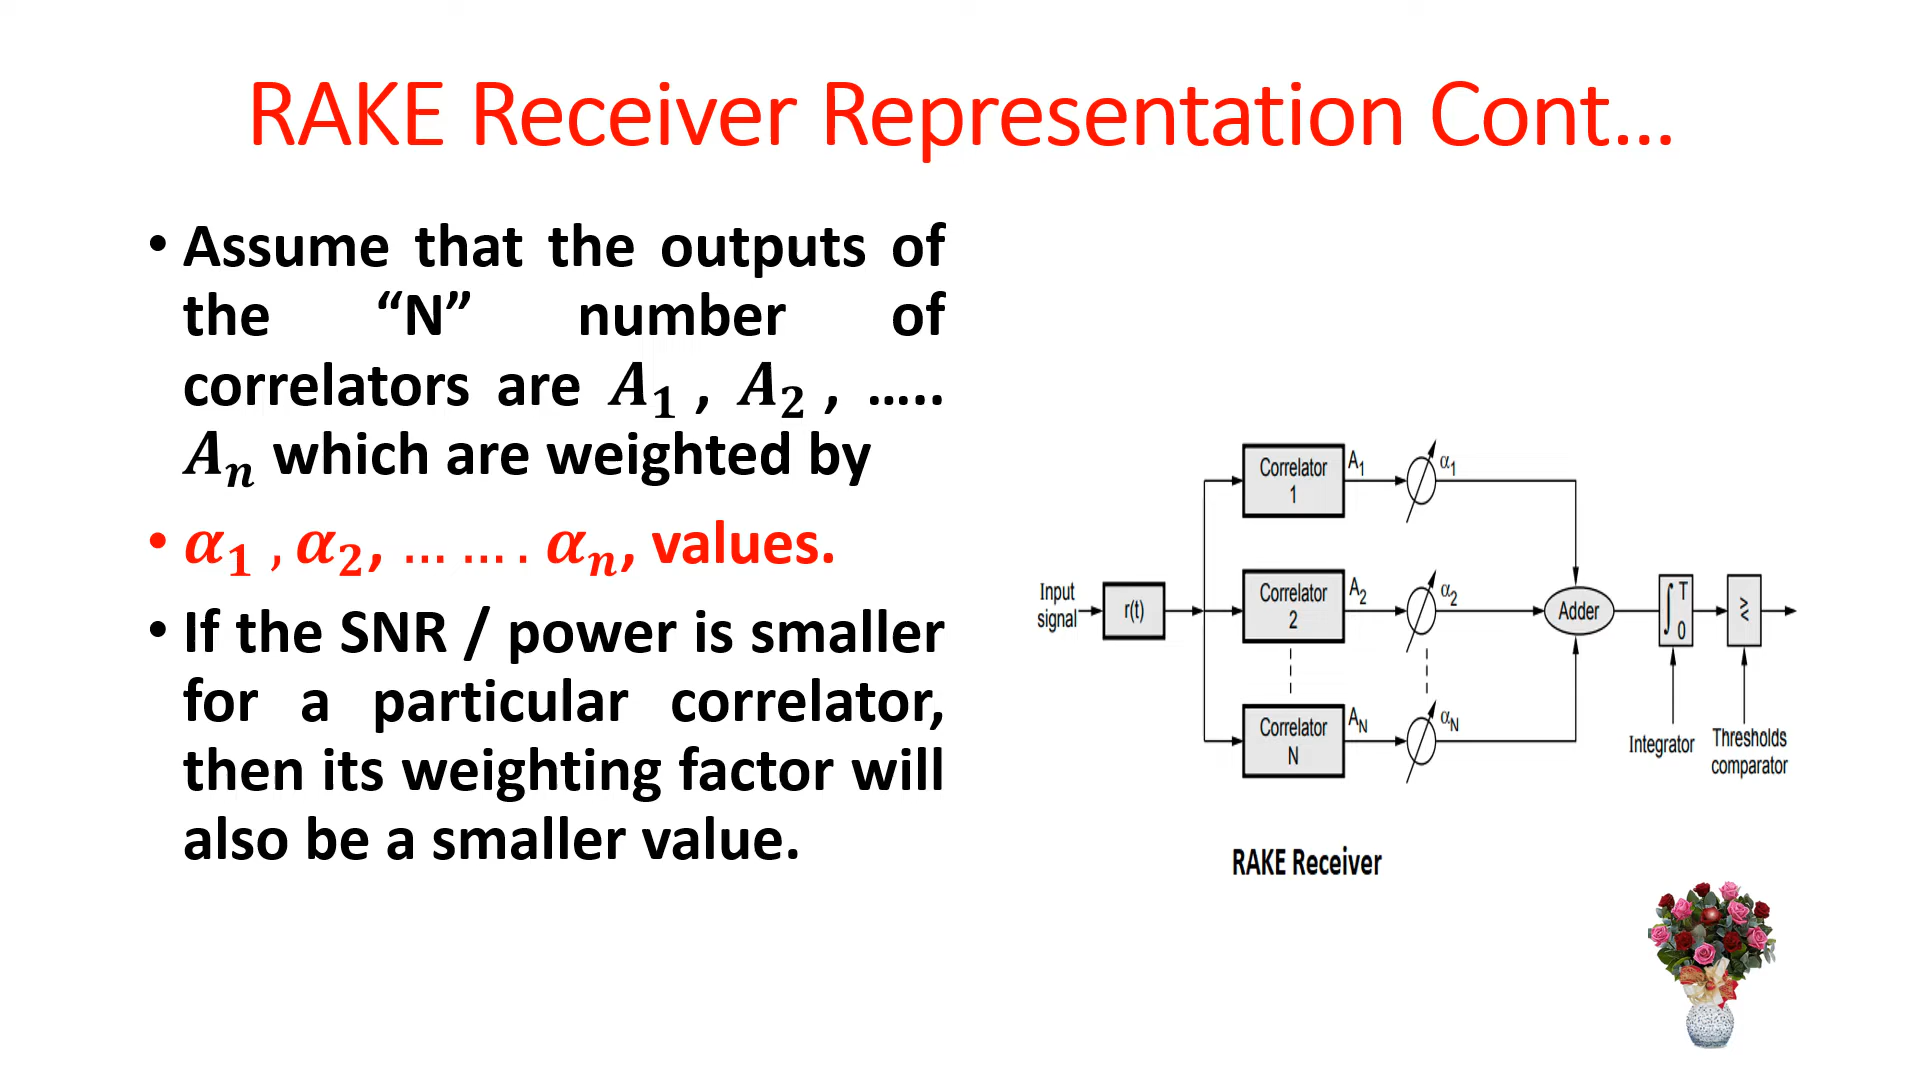 RAKE Receiver Representation Cont...
• Assume that the outputs of
the “N” number of
correlators are A₁ , A₂ , .....
Aₙ which are weighted by
• α₁ , α₂, … … . αₙ, values.
• If the SNR / power is smaller
for a particular correlator,
then its weighting factor will
also be a smaller value.
Correlator
1
A₁
α₁
Input
signal
r(t)
Correlator
2
A₂
α₂
Adder
∫₀ᵀ
≥
Correlator
N
A_N
α_N
Integrator
Thresholds
comparator
RAKE Receiver